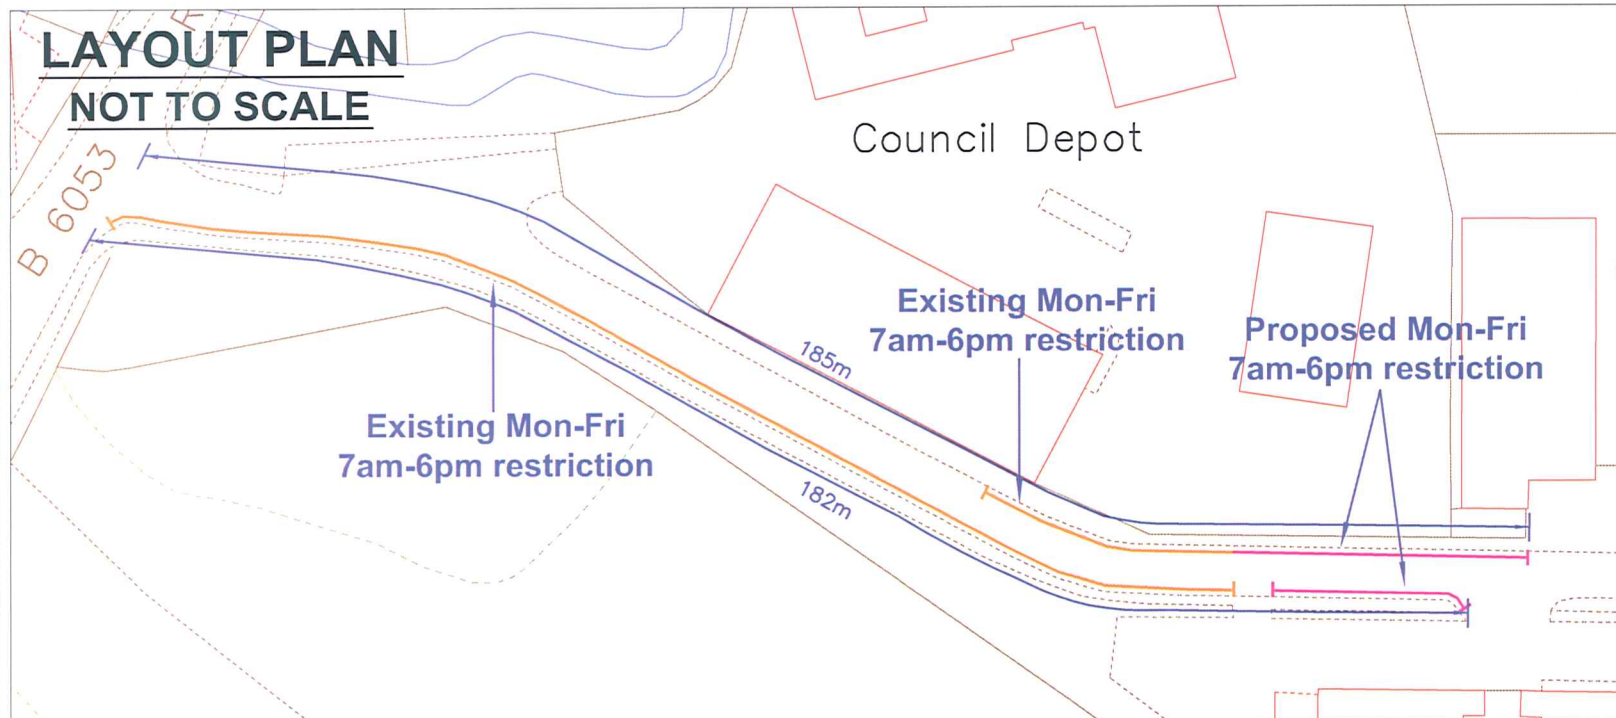 LAYOUT PLAN
NOT TO SCALE
B 6053
Council Depot
Existing Mon-Fri
7am-6pm restriction
Proposed Mon-Fri
7am-6pm restriction
185m
Existing Mon-Fri
7am-6pm restriction
182m